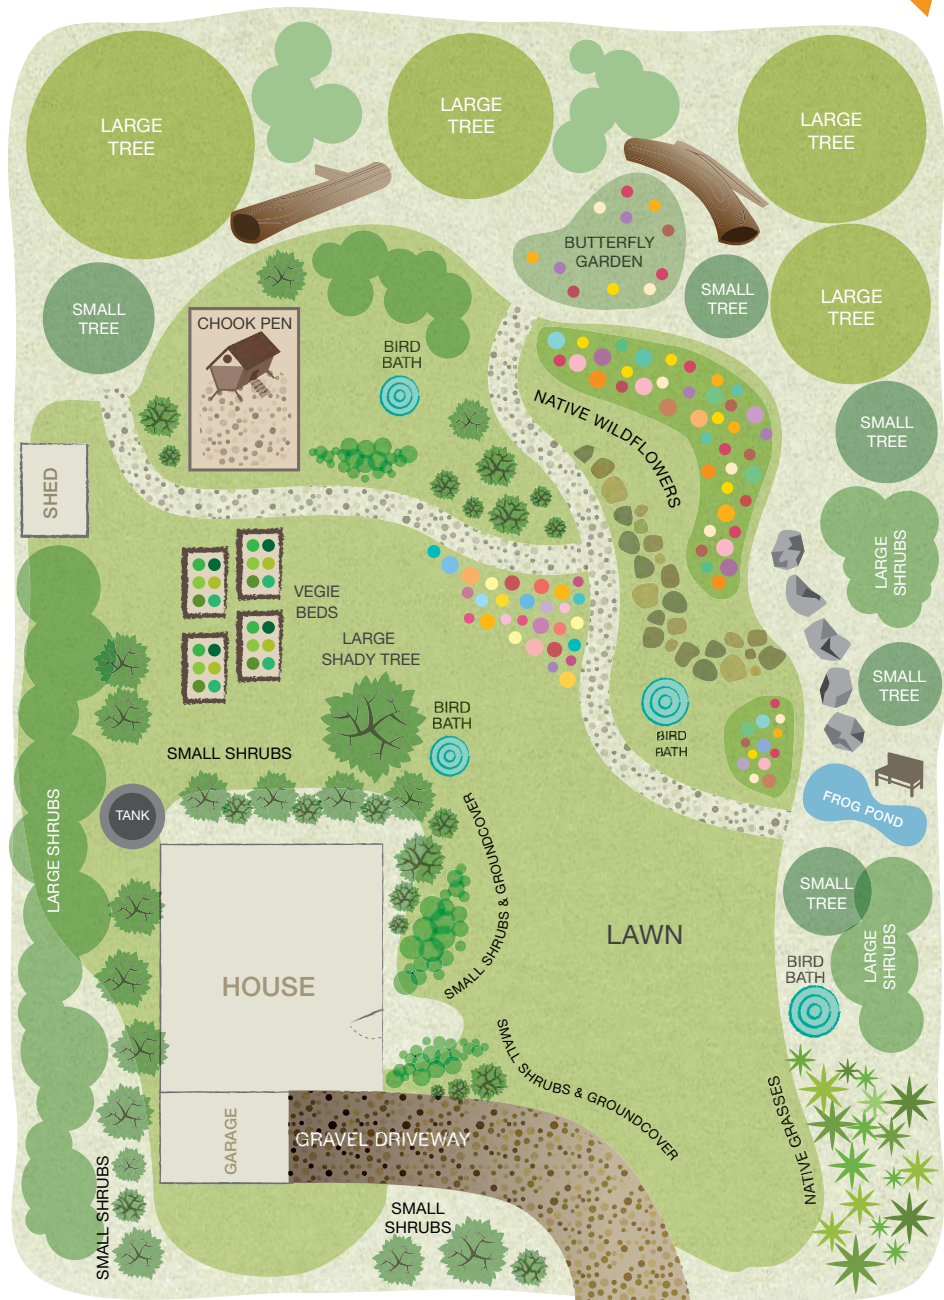 LARGE
TREE
LARGE
TREE
LARGE
TREE
BUTTERFLY
GARDEN
SMALL
TREE
LARGE
TREE
SMALL
TREE
CHOOK PEN
BIRD
BATH
NATIVE WILDFLOWERS
SMALL
TREE
SHED
LARGE
SHRUBS
VEGIE
BEDS
LARGE
SHADY TREE
SMALL
TREE
BIRD
BATH
BIRD
BATH
SMALL SHRUBS
TANK
FROG POND
LARGE SHRUBS
SMALL SHRUBS & GROUNDCOVER
SMALL
TREE
LARGE
SHRUBS
LAWN
HOUSE
BIRD
BATH
SMALL SHRUBS & GROUNDCOVER
NATIVE GRASSES
GARAGE
GRAVEL DRIVEWAY
SMALL SHRUBS
SMALL
SHRUBS